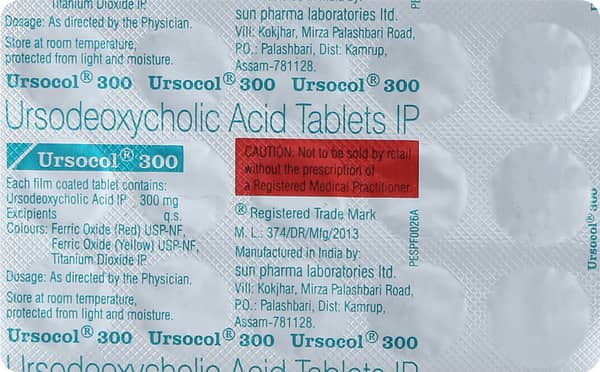 Titanium Dioxide IP
Dosage: As directed by the Physician.
Store at room temperature,
protected from light and moisture.
sun pharma laboratories ltd.
Vill: Kokjhar, Mirza Palashbari Road,
P.O.: Palashbari, Dist: Kamrup,
Assam-781128.
Ursocol® 300 Ursocol® 300 Ursocol® 300
Ursodeoxycholic Acid Tablets IP
Ursocol® 300
Each film coated tablet contains:
Ursodeoxycholic Acid IP 300 mg
Excipients q.s.
Colours: Ferric Oxide (Red) USP-NF,
Ferric Oxide (Yellow) USP-NF,
Titanium Dioxide IP
Dosage: As directed by the Physician.
Store at room temperature,
protected from light and moisture.
CAUTION: Not to be sold by retail
without the prescription of
a Registered Medical Practitioner.
® Registered Trade Mark
M. L.: 374/DR/Mfg/2013
Manufactured in India by:
sun pharma laboratories ltd.
Vill: Kokjhar, Mirza Palashbari Road,
P.O.: Palashbari, Dist: Kamrup,
Assam-781128.
PESPF0026A
Ursocol® 300
Ursocol® 300 Ursocol® 300 Ursocol® 300
Ursodeoxycholic Acid Tablets IP